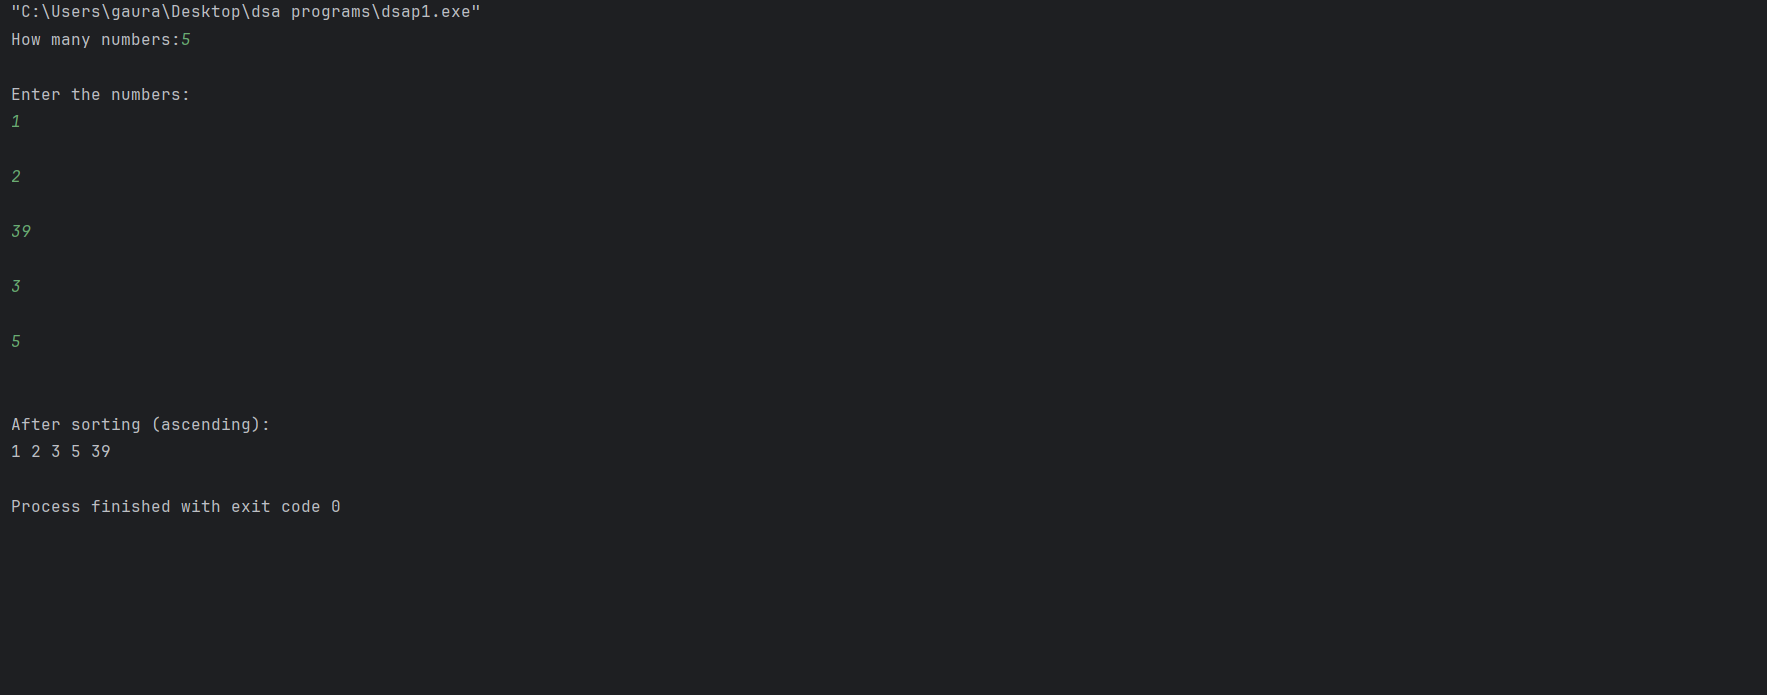 "C:\Users\gaura\Desktop\dsa programs\dsap1.exe"
How many numbers:5
Enter the numbers:
1
2
39
3
5
After sorting (ascending):
1 2 3 5 39
Process finished with exit code 0